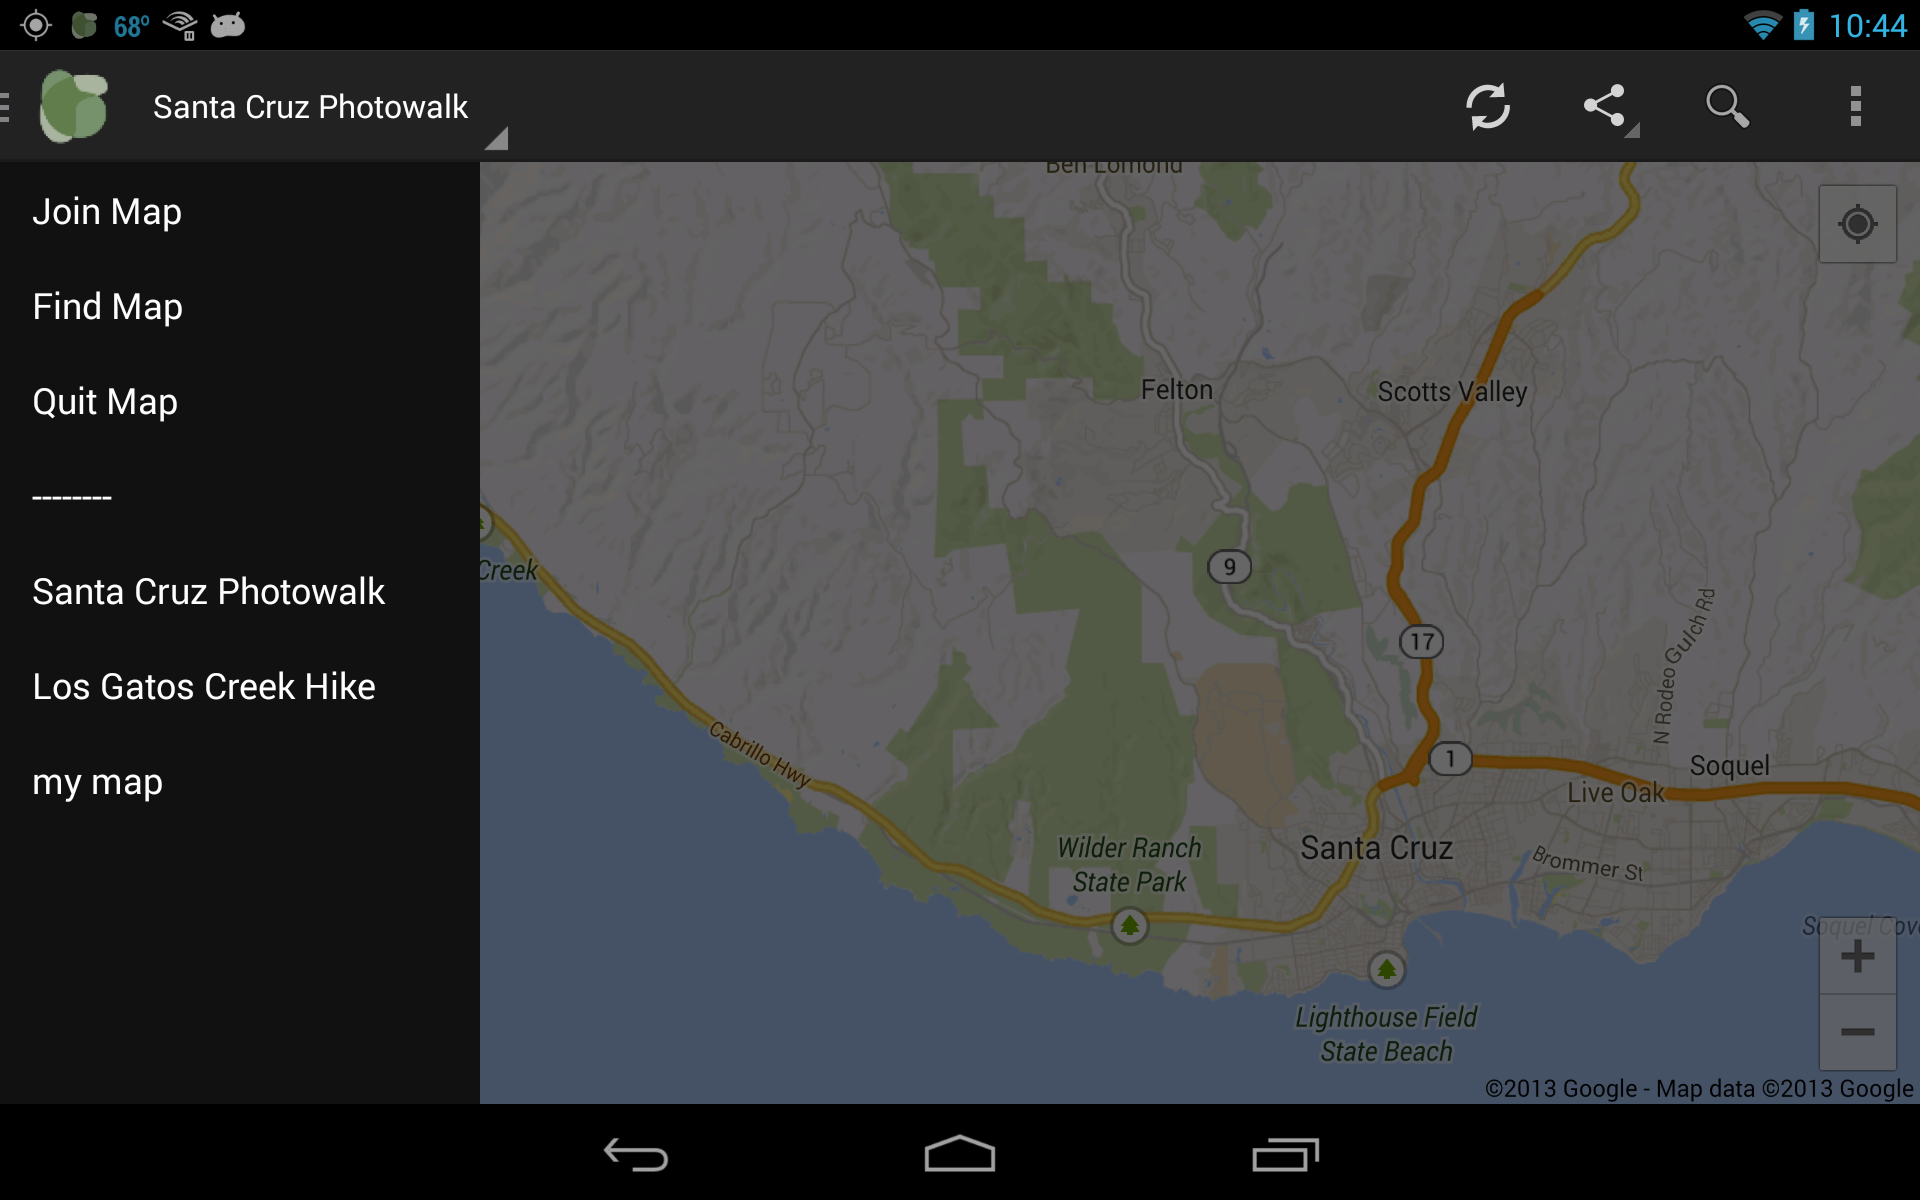 68°
10:44
Santa Cruz Photowalk
Join Map
Find Map
Quit Map
--------
Santa Cruz Photowalk
Los Gatos Creek Hike
my map
Ben Lomond
Felton
Scotts Valley
Creek
9
17
N Rodeo Gulch Rd
Cabrillo Hwy
1
Soquel
Live Oak
Wilder Ranch
State Park
Santa Cruz
Brommer St
Soquel Cov
Lighthouse Field
State Beach
©2013 Google - Map data ©2013 Google